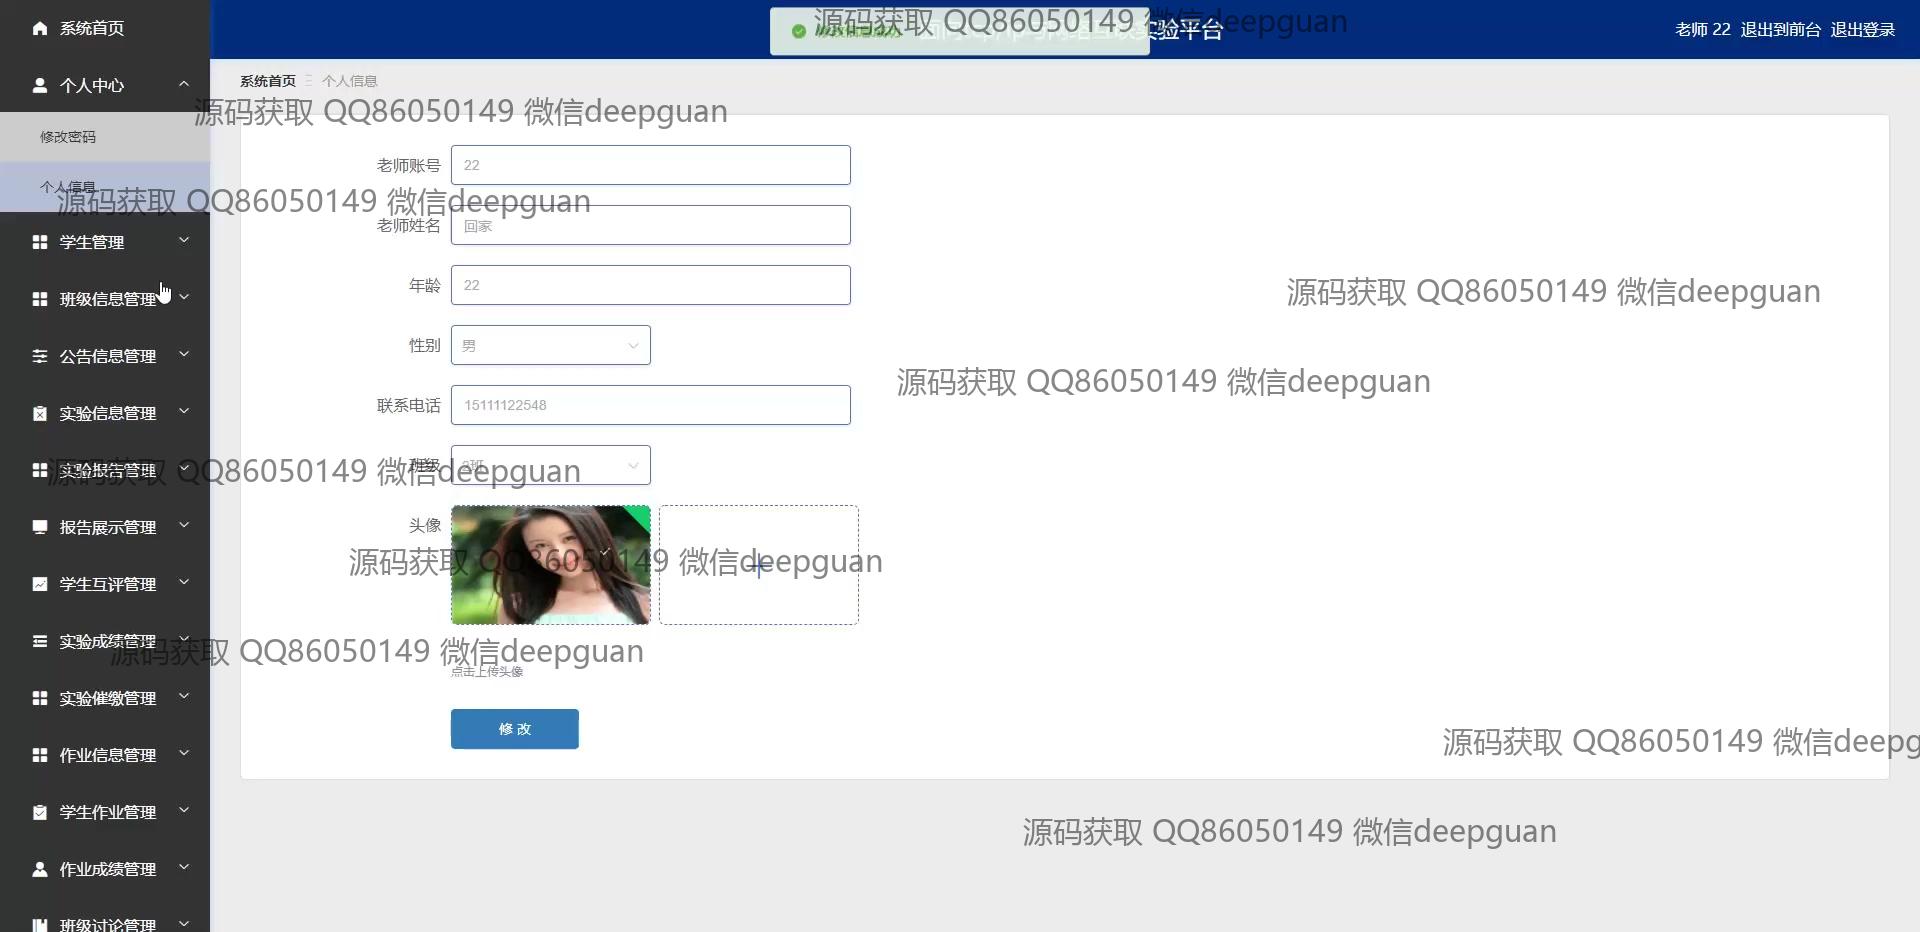 系统首页
个人中心
修改密码
个人信息
学生管理
班级信息管理
公告信息管理
实验信息管理
实验报告管理
报告展示管理
学生互评管理
实验成绩管理
实验催缴管理
作业信息管理
学生作业管理
作业成绩管理
班级讨论管理
实验平台
老师 22 退出到前台 退出登录
系统首页 个人信息
老师账号 22
老师姓名 回家
年龄 22
性别 男
联系电话 15111122548
班级 2班
头像
点击上传头像
修 改
源码获取 QQ86050149 微信deepguan
源码获取 QQ86050149 微信deepguan
源码获取 QQ86050149 微信deepguan
源码获取 QQ86050149 微信deepguan
源码获取 QQ86050149 微信deepguan
源码获取 QQ86050149 微信deepguan
源码获取 QQ86050149 微信deepguan
源码获取 QQ86050149 微信deepguan
源码获取 QQ86050149 微信deepg
源码获取 QQ86050149 微信deepguan